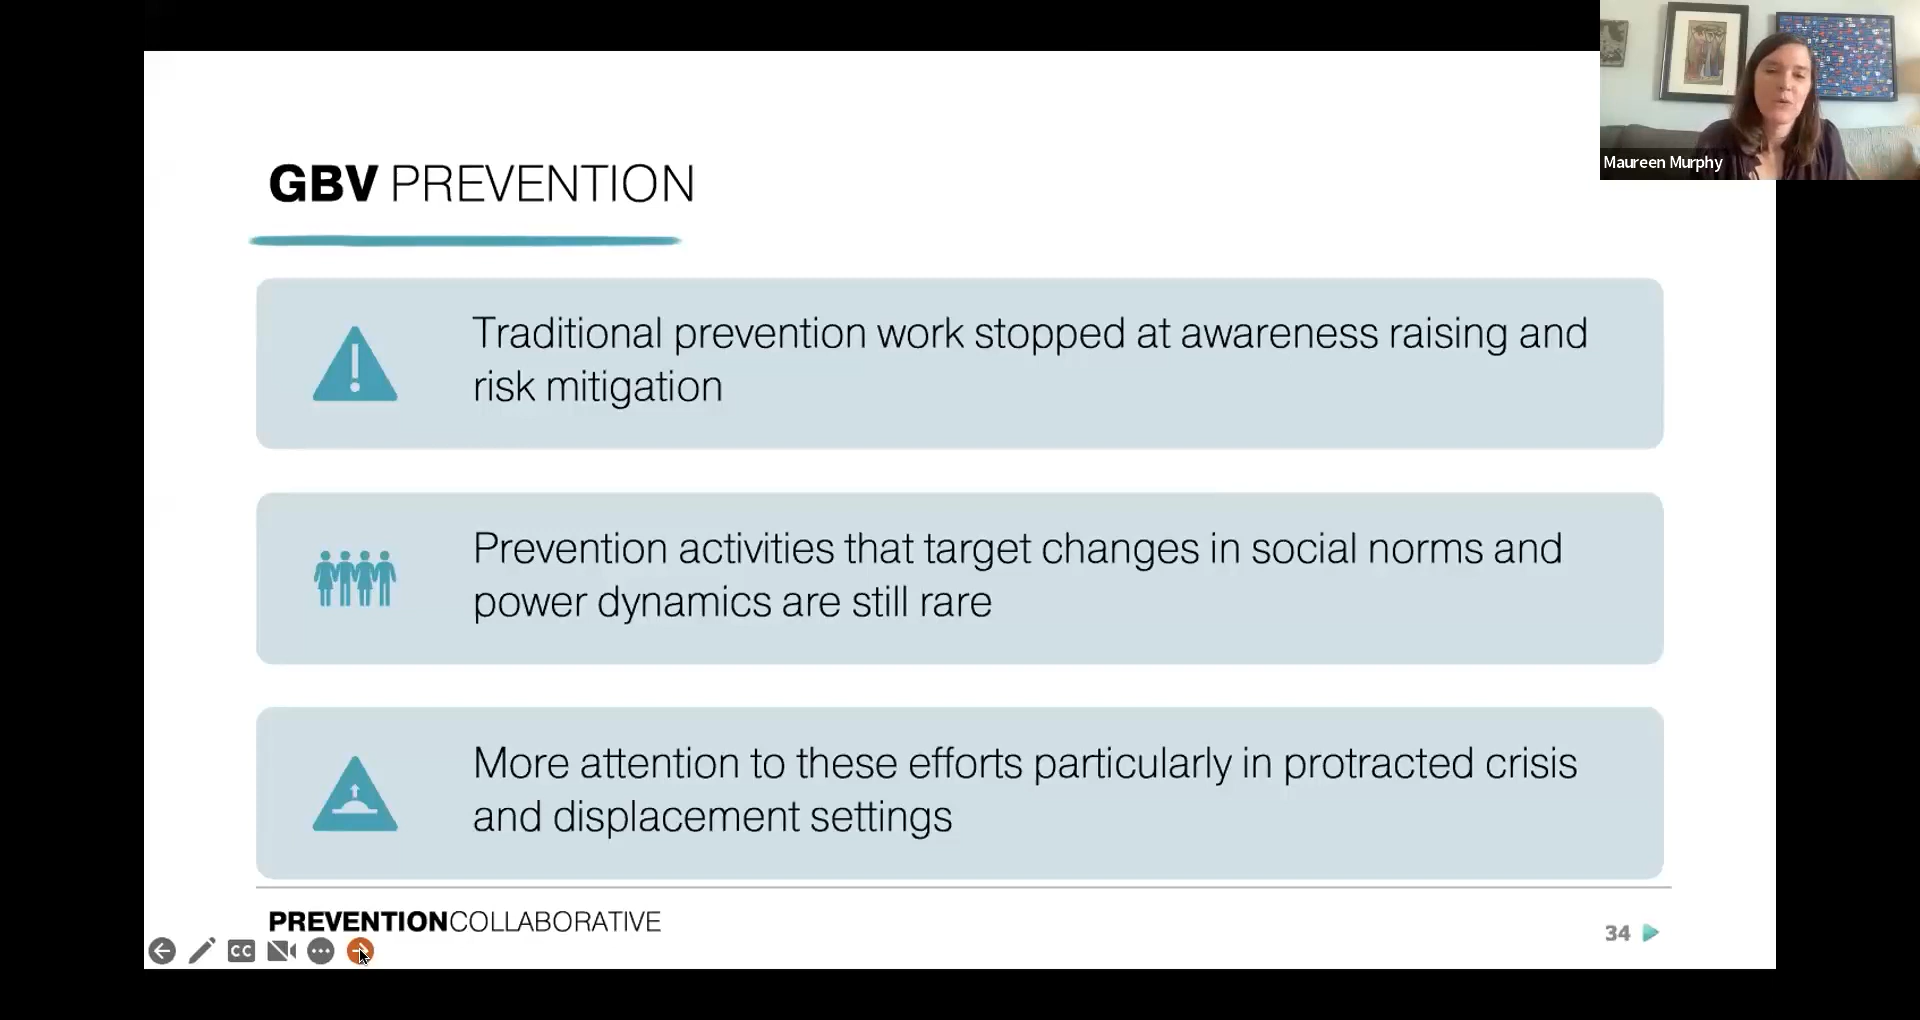 Maureen Murphy
GBV PREVENTION
Traditional prevention work stopped at awareness raising and
risk mitigation
Prevention activities that target changes in social norms and
power dynamics are still rare
More attention to these efforts particularly in protracted crisis
and displacement settings
PREVENTIONCOLLABORATIVE
34
CC